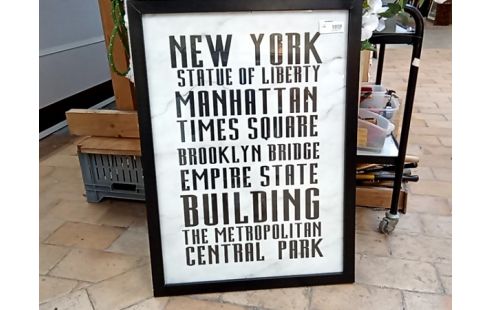 NEW YORK
STATUE OF LIBERTY
MANHATTAN
TIMES SQUARE
BROOKLYN BRIDGE
EMPIRE STATE
BUILDING
THE METROPOLITAN
CENTRAL PARK